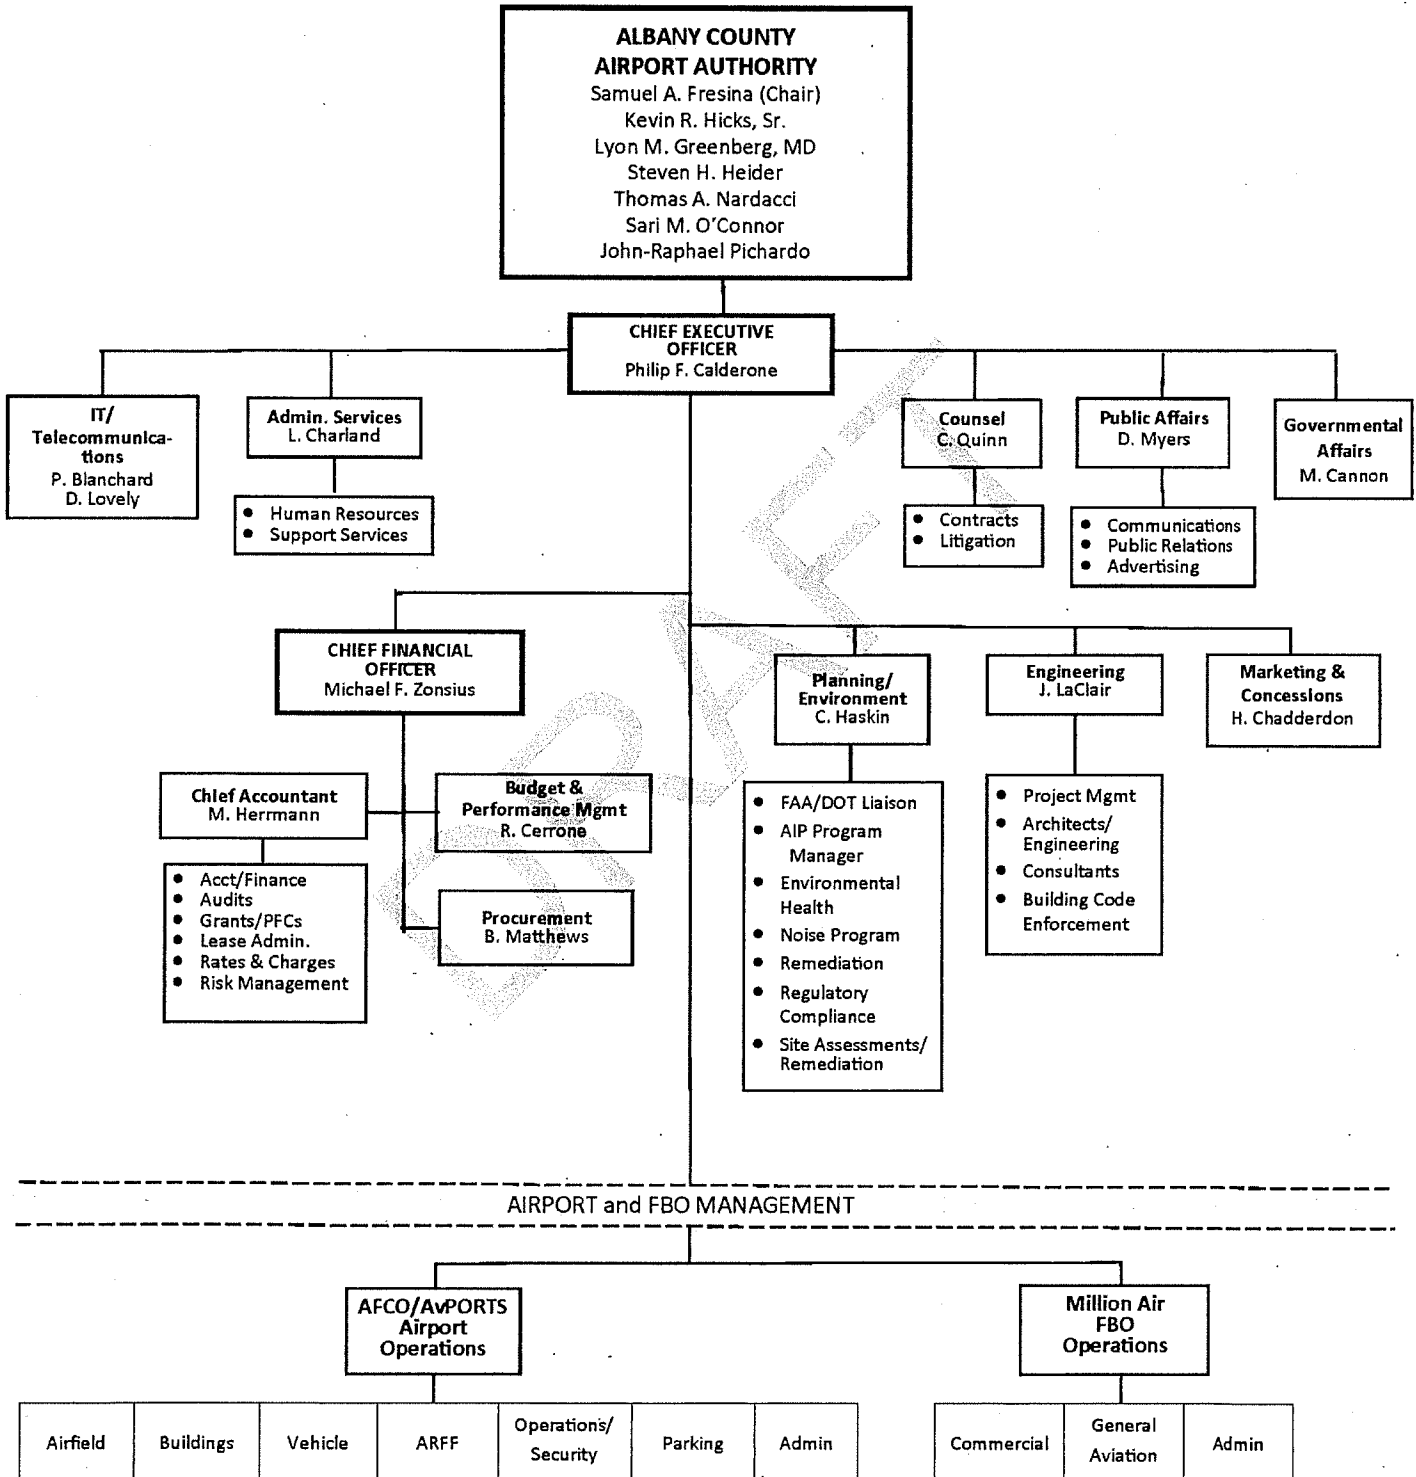 ALBANY COUNTY
AIRPORT AUTHORITY
Samuel A. Fresina (Chair)
Kevin R. Hicks, Sr.
Lyon M. Greenberg, MD
Steven H. Heider
Thomas A. Nardacci
Sari M. O'Connor
John-Raphael Pichardo
CHIEF EXECUTIVE
OFFICER
Philip F. Calderone
IT/
Telecommunica-
tions
P. Blanchard
D. Lovely
Admin. Services
L. Charland
● Human Resources
● Support Services
Counsel
C. Quinn
● Contracts
● Litigation
Public Affairs
D. Myers
● Communications
● Public Relations
● Advertising
Governmental
Affairs
M. Cannon
CHIEF FINANCIAL
OFFICER
Michael F. Zonsius
Chief Accountant
M. Herrmann
● Acct/Finance
● Audits
● Grants/PFCs
● Lease Admin.
● Rates & Charges
● Risk Management
Budget &
Performance Mgmt
R. Cerrone
Procurement
B. Matthews
Planning/
Environment
C. Haskin
● FAA/DOT Liaison
● AIP Program
Manager
● Environmental
Health
● Noise Program
● Remediation
● Regulatory
Compliance
● Site Assessments/
Remediation
Engineering
J. LaClair
● Project Mgmt
● Architects/
Engineering
● Consultants
● Building Code
Enforcement
Marketing &
Concessions
H. Chadderdon
DRAFT
AIRPORT and FBO MANAGEMENT
AFCO/AvPORTS
Airport
Operations
Airfield
Buildings
Vehicle
ARFF
Operations/
Security
Parking
Admin
Million Air
FBO
Operations
Commercial
General
Aviation
Admin